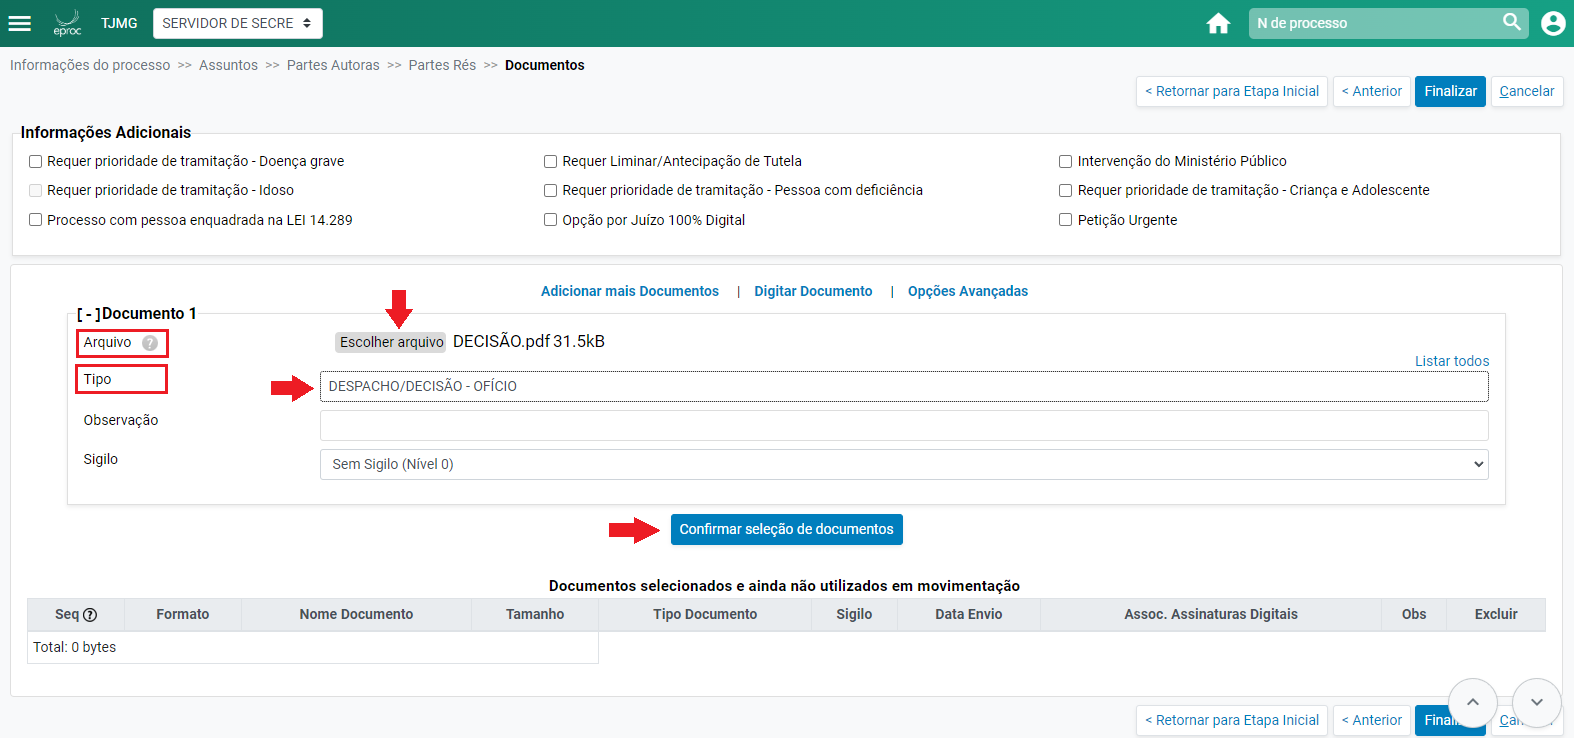 eproc TJMG SERVIDOR DE SECRE N de processo
Informações do processo >> Assuntos >> Partes Autoras >> Partes Rés >> Documentos
< Retornar para Etapa Inicial < Anterior Finalizar Cancelar
Informações Adicionais
Requer prioridade de tramitação - Doença grave Requer Liminar/Antecipação de Tutela Intervenção do Ministério Público
Requer prioridade de tramitação - Idoso Requer prioridade de tramitação - Pessoa com deficiência Requer prioridade de tramitação - Criança e Adolescente
Processo com pessoa enquadrada na LEI 14.289 Opção por Juízo 100% Digital Petição Urgente
Adicionar mais Documentos | Digitar Documento | Opções Avançadas
[ - ]Documento 1
Arquivo ? Escolher arquivo DECISÃO.pdf 31.5kB
Listar todos
Tipo DESPACHO/DECISÃO - OFÍCIO
Observação
Sigilo Sem Sigilo (Nível 0)
Confirmar seleção de documentos
Documentos selecionados e ainda não utilizados em movimentação
Seq ? Formato Nome Documento Tamanho Tipo Documento Sigilo Data Envio Assoc. Assinaturas Digitais Obs Excluir
Total: 0 bytes
< Retornar para Etapa Inicial < Anterior